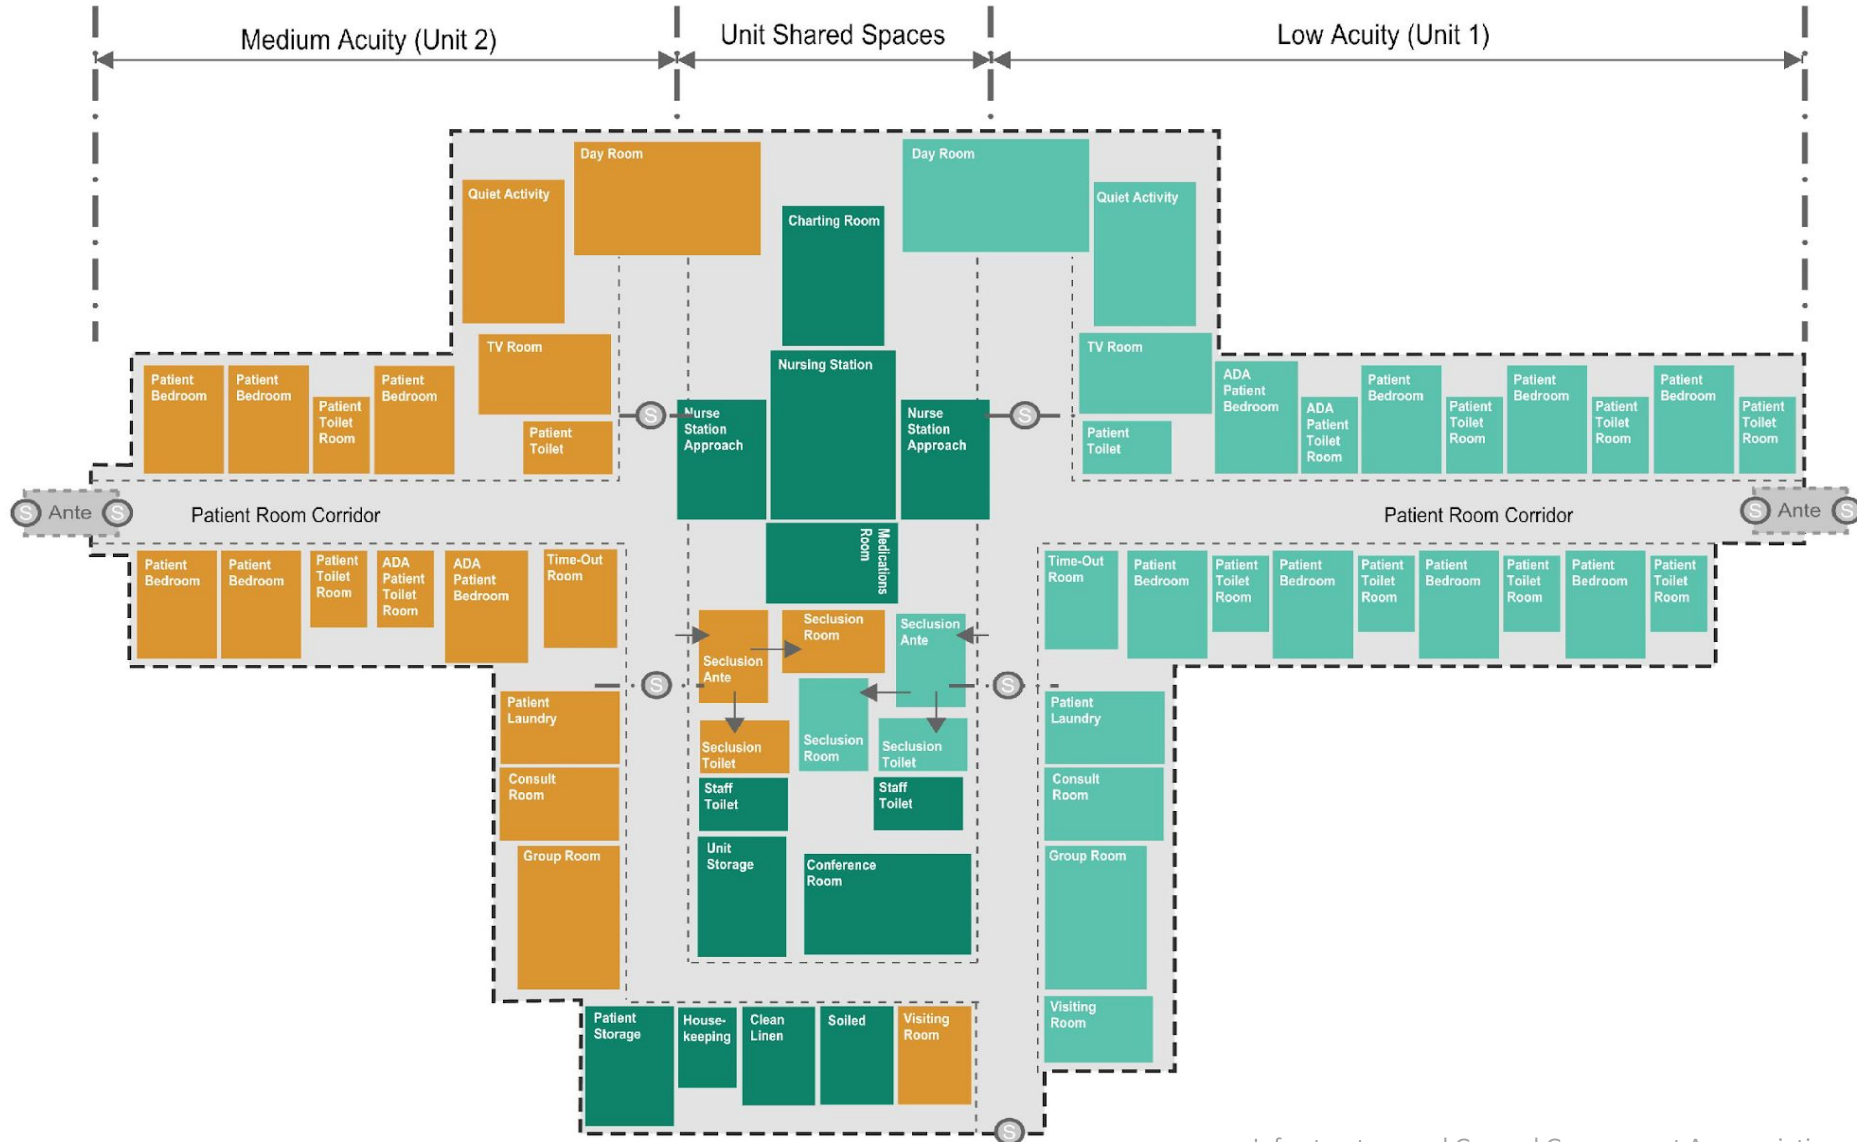 Medium Acuity (Unit 2)
Unit Shared Spaces
Low Acuity (Unit 1)
Day Room
Day Room
Quiet Activity
Quiet Activity
Charting Room
TV Room
TV Room
Nursing Station
Patient
Bedroom
Patient
Bedroom
Patient
Toilet
Room
Patient
Bedroom
Patient
Toilet
S
Nurse
Station
Approach
Nurse
Station
Approach
S
Patient
Toilet
ADA
Patient
Bedroom
ADA
Patient
Toilet
Room
Patient
Bedroom
Patient
Toilet
Room
Patient
Bedroom
Patient
Toilet
Room
Patient
Bedroom
Patient
Toilet
Room
S Ante S
Patient Room Corridor
Patient Room Corridor
S Ante S
Medications
Room
Patient
Bedroom
Patient
Bedroom
Patient
Toilet
Room
ADA
Patient
Toilet
Room
ADA
Patient
Bedroom
Time-Out
Room
Time-Out
Room
Patient
Bedroom
Patient
Toilet
Room
Patient
Bedroom
Patient
Toilet
Room
Patient
Bedroom
Patient
Toilet
Room
Patient
Bedroom
Patient
Toilet
Room
Seclusion
Ante
Seclusion
Room
Seclusion
Ante
S
S
Patient
Laundry
Seclusion
Toilet
Seclusion
Room
Seclusion
Toilet
Patient
Laundry
Consult
Room
Staff
Toilet
Staff
Toilet
Consult
Room
Group Room
Unit
Storage
Conference
Room
Group Room
Patient
Storage
House-
keeping
Clean
Linen
Soiled
Visiting
Room
Visiting
Room
S